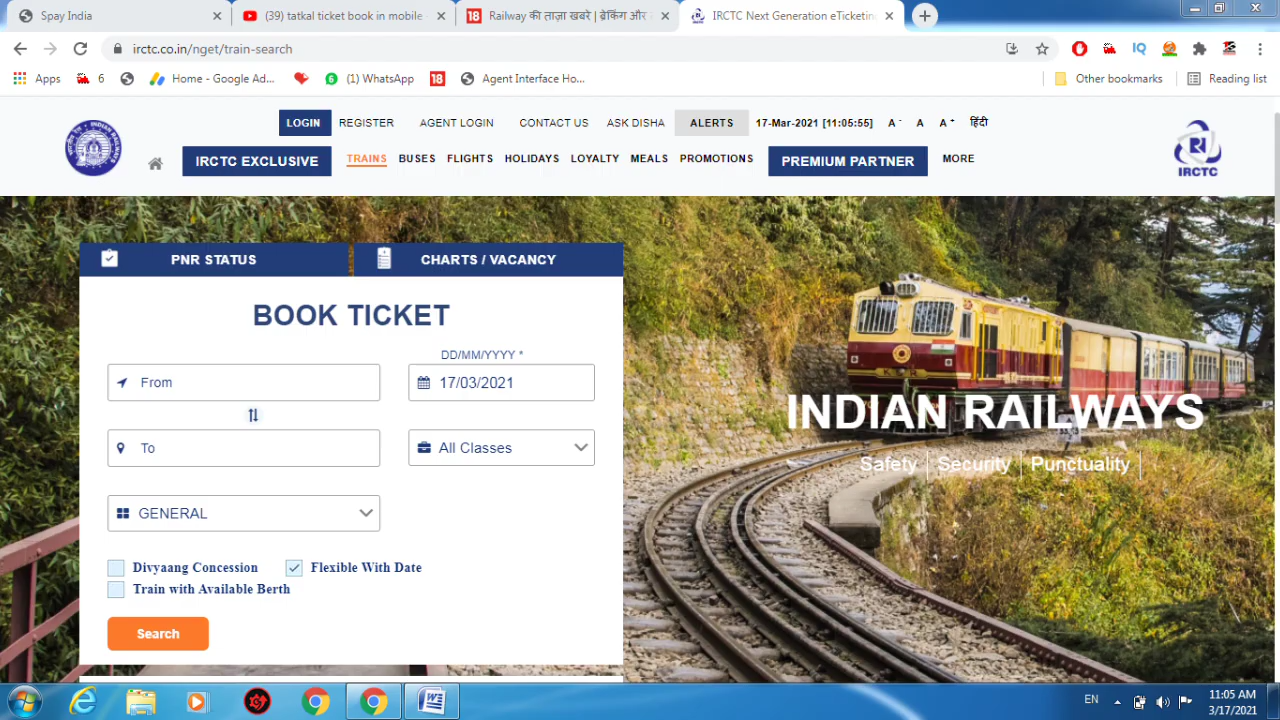 Spay India
(39) tatkal ticket book in mobile -
Railway की ताज़ा खबरे | ब्रेकिंग और
IRCTC Next Generation eTicketing
irctc.co.in/nget/train-search
Apps
6
Home - Google Ad...
(1) WhatsApp
18
Agent Interface Ho...
Other bookmarks
Reading list
LOGIN
REGISTER
AGENT LOGIN
CONTACT US
ASK DISHA
ALERTS
17-Mar-2021 [11:05:55]
A -
A
A +
हिंदी
IRCTC EXCLUSIVE
TRAINS
BUSES
FLIGHTS
HOLIDAYS
LOYALTY
MEALS
PROMOTIONS
PREMIUM PARTNER
MORE
IRCTC
PNR STATUS
CHARTS / VACANCY
BOOK TICKET
DD/MM/YYYY *
From
17/03/2021
To
All Classes
GENERAL
Divyaang Concession
Flexible With Date
Train with Available Berth
Search
INDIAN RAILWAYS
Safety | Security | Punctuality |
EN
11:05 AM
3/17/2021